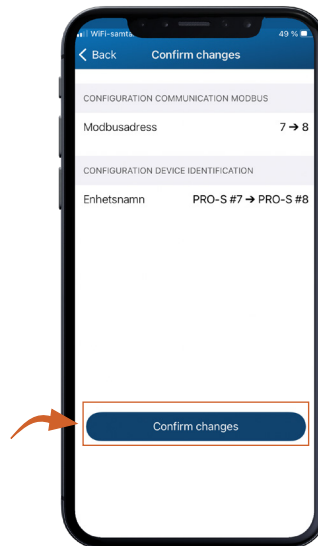 WiFi-samta 49 %
Back Confirm changes
CONFIGURATION COMMUNICATION MODBUS
Modbusadress 7 → 8
CONFIGURATION DEVICE IDENTIFICATION
Enhetsnamn PRO-S #7 → PRO-S #8
Confirm changes